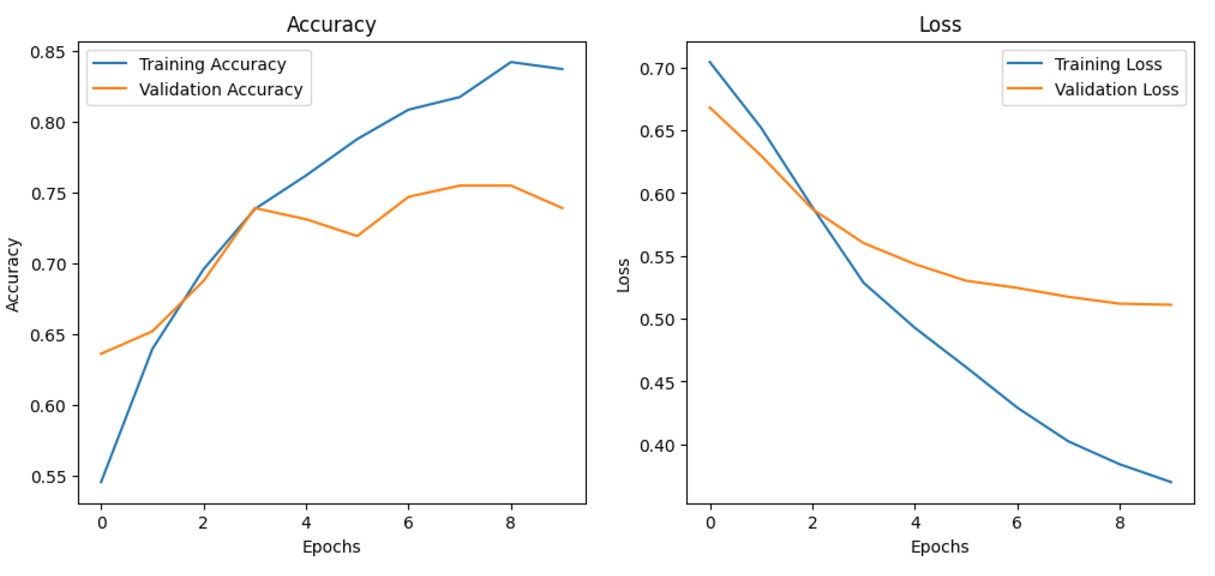 Accuracy
Training Accuracy
Validation Accuracy
0.85
0.80
0.75
0.70
0.65
0.60
0.55
Accuracy
0 2 4 6 8
Epochs
Loss
Training Loss
Validation Loss
0.70
0.65
0.60
0.55
0.50
0.45
0.40
Loss
0 2 4 6 8
Epochs